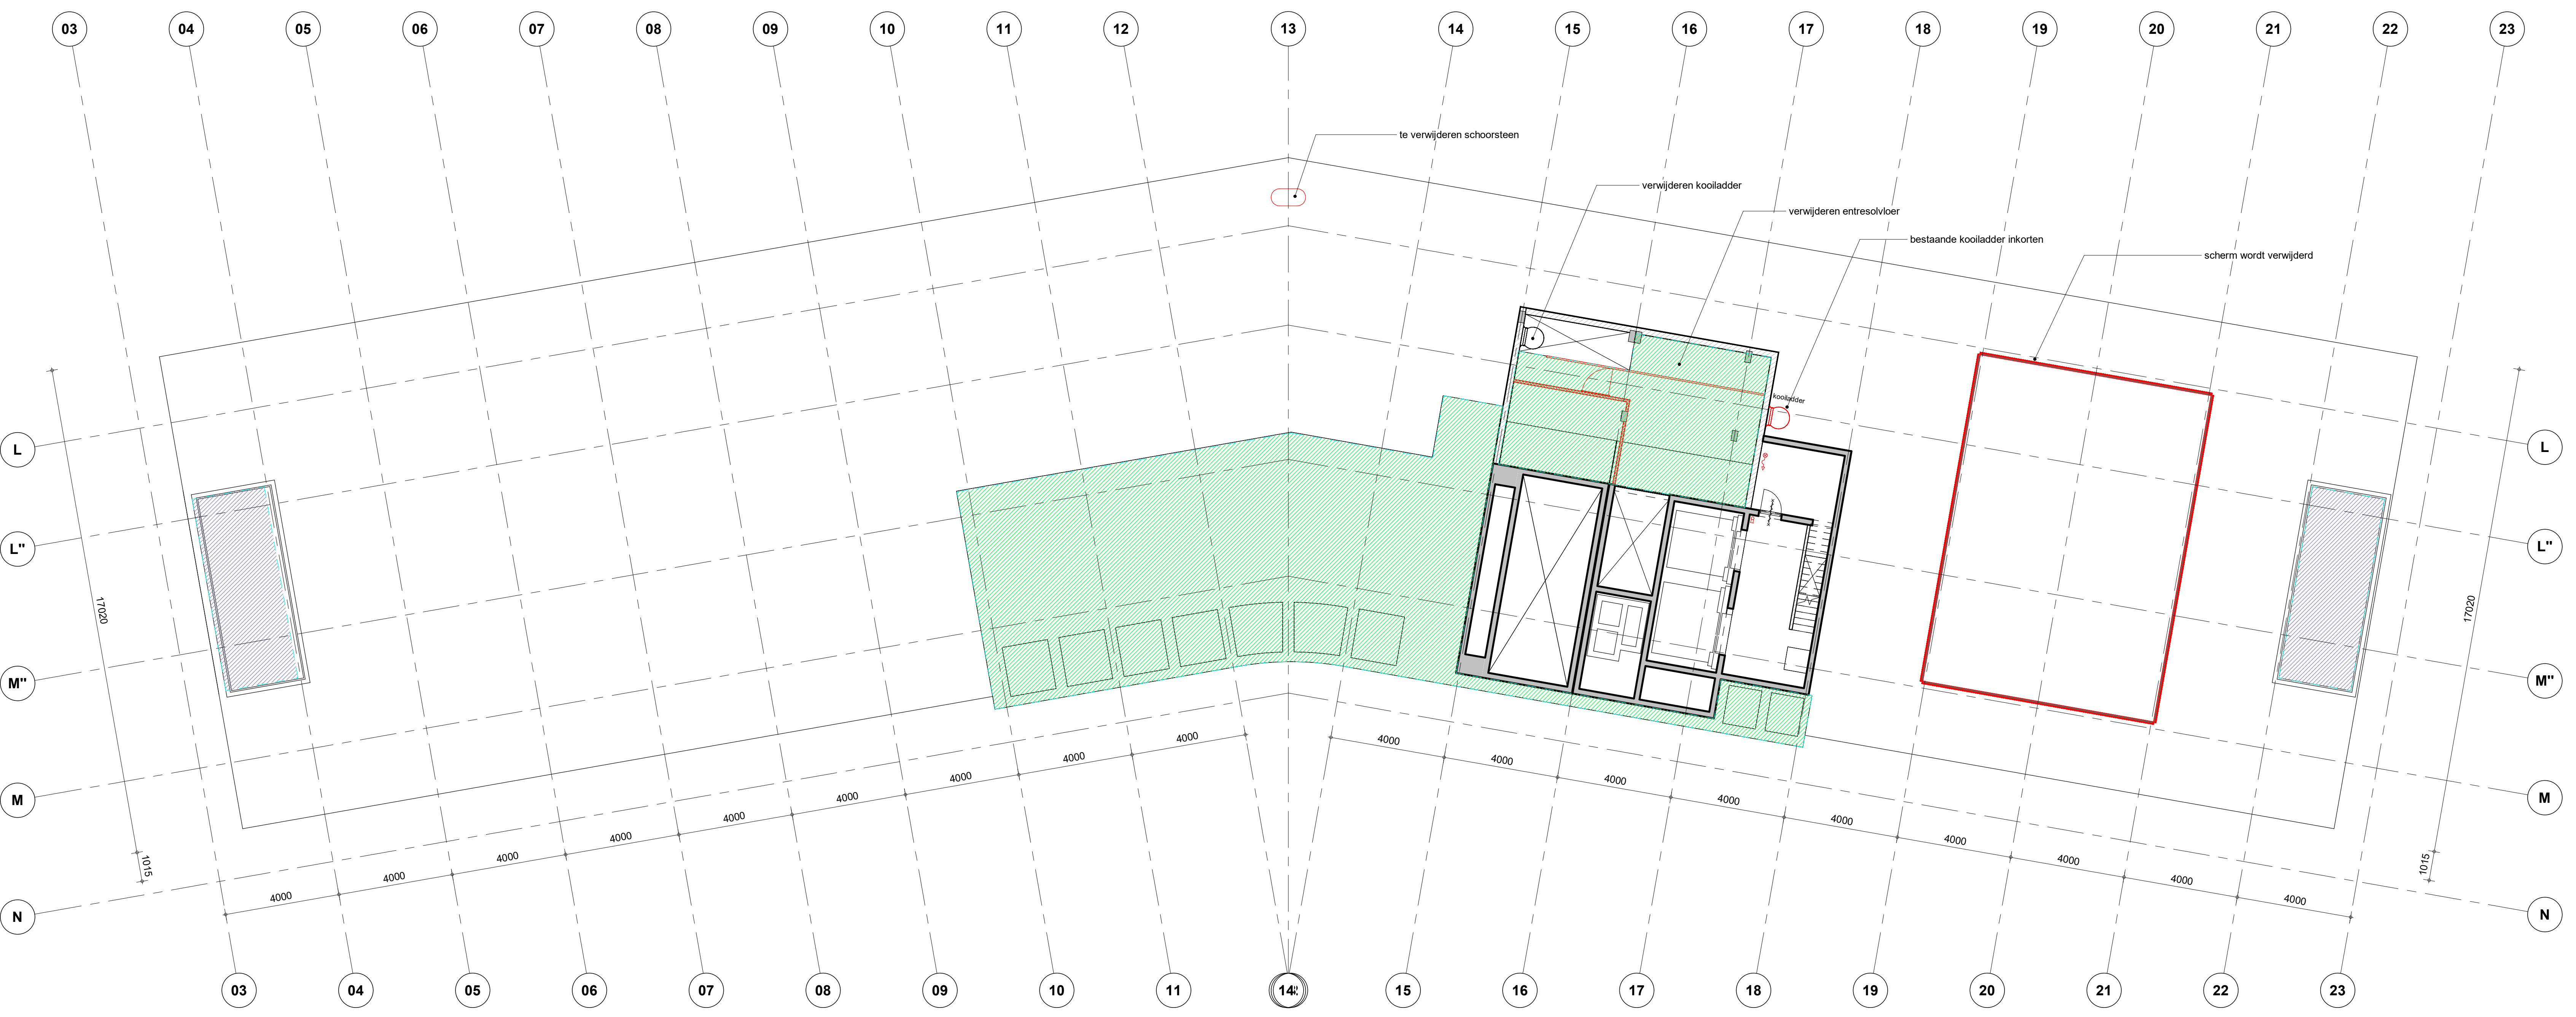 03 04 05 06 07 08 09 10 11 12 13 14 15 16 17 18 19 20 21 22 23
te verwijderen schoorsteen
verwijderen kooiladder
verwijderen entresolvloer
bestaande kooiladder inkorten
scherm wordt verwijderd
kooiladder
L L
L" L"
17020 17020
M" M"
4000 4000
4000 4000
4000 4000
4000 4000
M M
4000 4000
4000 4000
4000 4000
1015 1015
4000 4000
4000 4000
N N
03 04 05 06 07 08 09 10 11 14 15 16 17 18 19 20 21 22 23